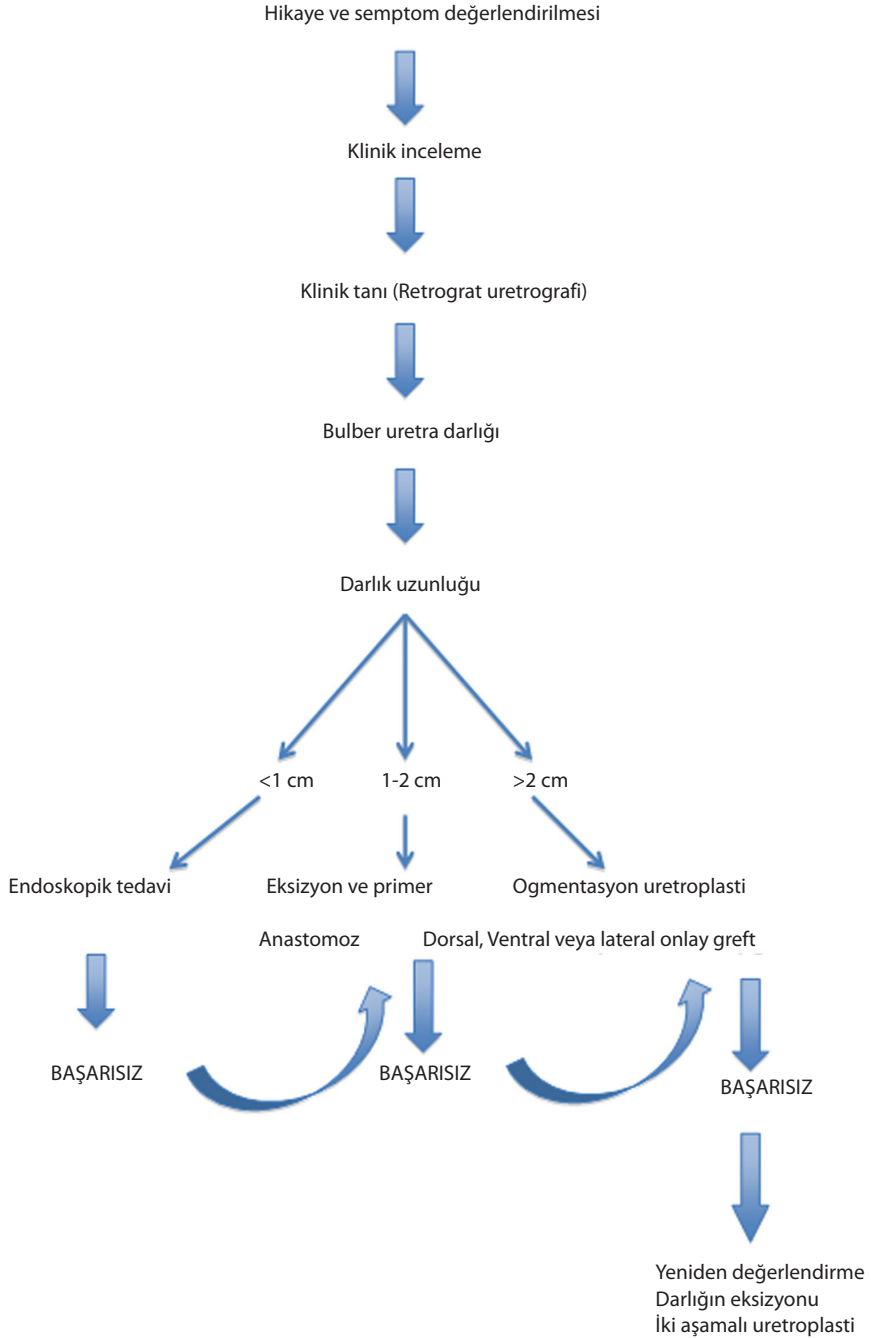 Hikaye ve semptom değerlendirilmesi
Klinik inceleme
Klinik tanı (Retrograt uretrografi)
Bulber uretra darlığı
Darlık uzunluğu
<1 cm
1-2 cm
>2 cm
Endoskopik tedavi
Eksizyon ve primer
Anastomoz
Ogmentasyon uretroplasti
Dorsal, Ventral veya lateral onlay greft
BAŞARISIZ
BAŞARISIZ
BAŞARISIZ
Yeniden değerlendirme
Darlığın eksizyonu
İki aşamalı uretroplasti